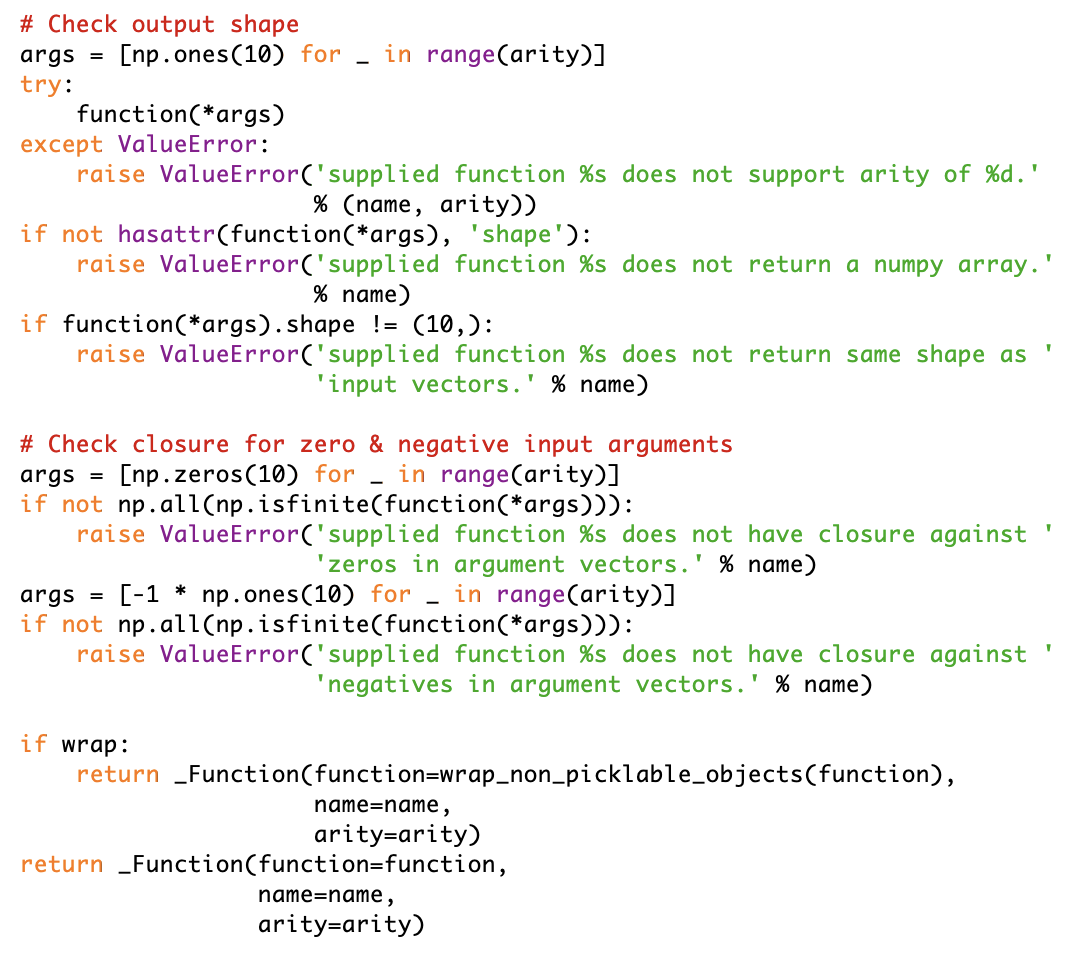 # Check output shape
args = [np.ones(10) for _ in range(arity)]
try:
    function(*args)
except ValueError:
    raise ValueError('supplied function %s does not support arity of %d.'
                     % (name, arity))
if not hasattr(function(*args), 'shape'):
    raise ValueError('supplied function %s does not return a numpy array.'
                     % name)
if function(*args).shape != (10,):
    raise ValueError('supplied function %s does not return same shape as '
                     'input vectors.' % name)

# Check closure for zero & negative input arguments
args = [np.zeros(10) for _ in range(arity)]
if not np.all(np.isfinite(function(*args))):
    raise ValueError('supplied function %s does not have closure against '
                     'zeros in argument vectors.' % name)
args = [-1 * np.ones(10) for _ in range(arity)]
if not np.all(np.isfinite(function(*args))):
    raise ValueError('supplied function %s does not have closure against '
                     'negatives in argument vectors.' % name)

if wrap:
    return _Function(function=wrap_non_picklable_objects(function),
                     name=name,
                     arity=arity)
return _Function(function=function,
                 name=name,
                 arity=arity)